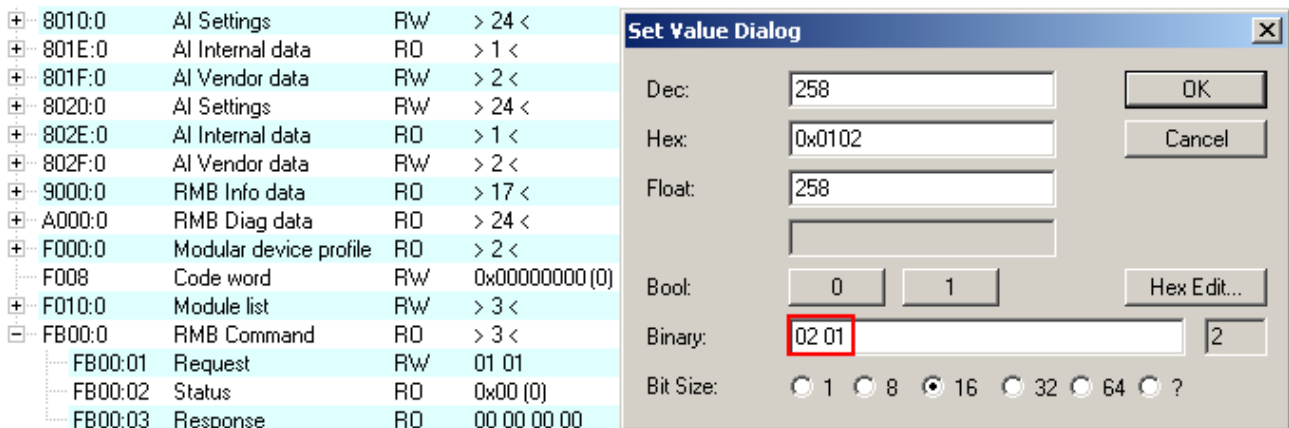 8010:0 AI Settings RW > 24 <
801E:0 AI Internal data RO > 1 <
801F:0 AI Vendor data RW > 2 <
8020:0 AI Settings RW > 24 <
802E:0 AI Internal data RO > 1 <
802F:0 AI Vendor data RW > 2 <
9000:0 RMB Info data RO > 17 <
A000:0 RMB Diag data RO > 24 <
F000:0 Modular device profile RO > 2 <
F008 Code word RW 0x00000000 (0)
F010:0 Module list RW > 3 <
FB00:0 RMB Command RO > 3 <
FB00:01 Request RW 01 01
FB00:02 Status RO 0x00 (0)
FB00:03 Response RO 00 00 00 00
Set Value Dialog
Dec: 258 OK
Hex: 0x0102 Cancel
Float: 258
Bool: 0 1 Hex Edit...
Binary: 02 01 2
Bit Size: 1 8 16 32 64 ?